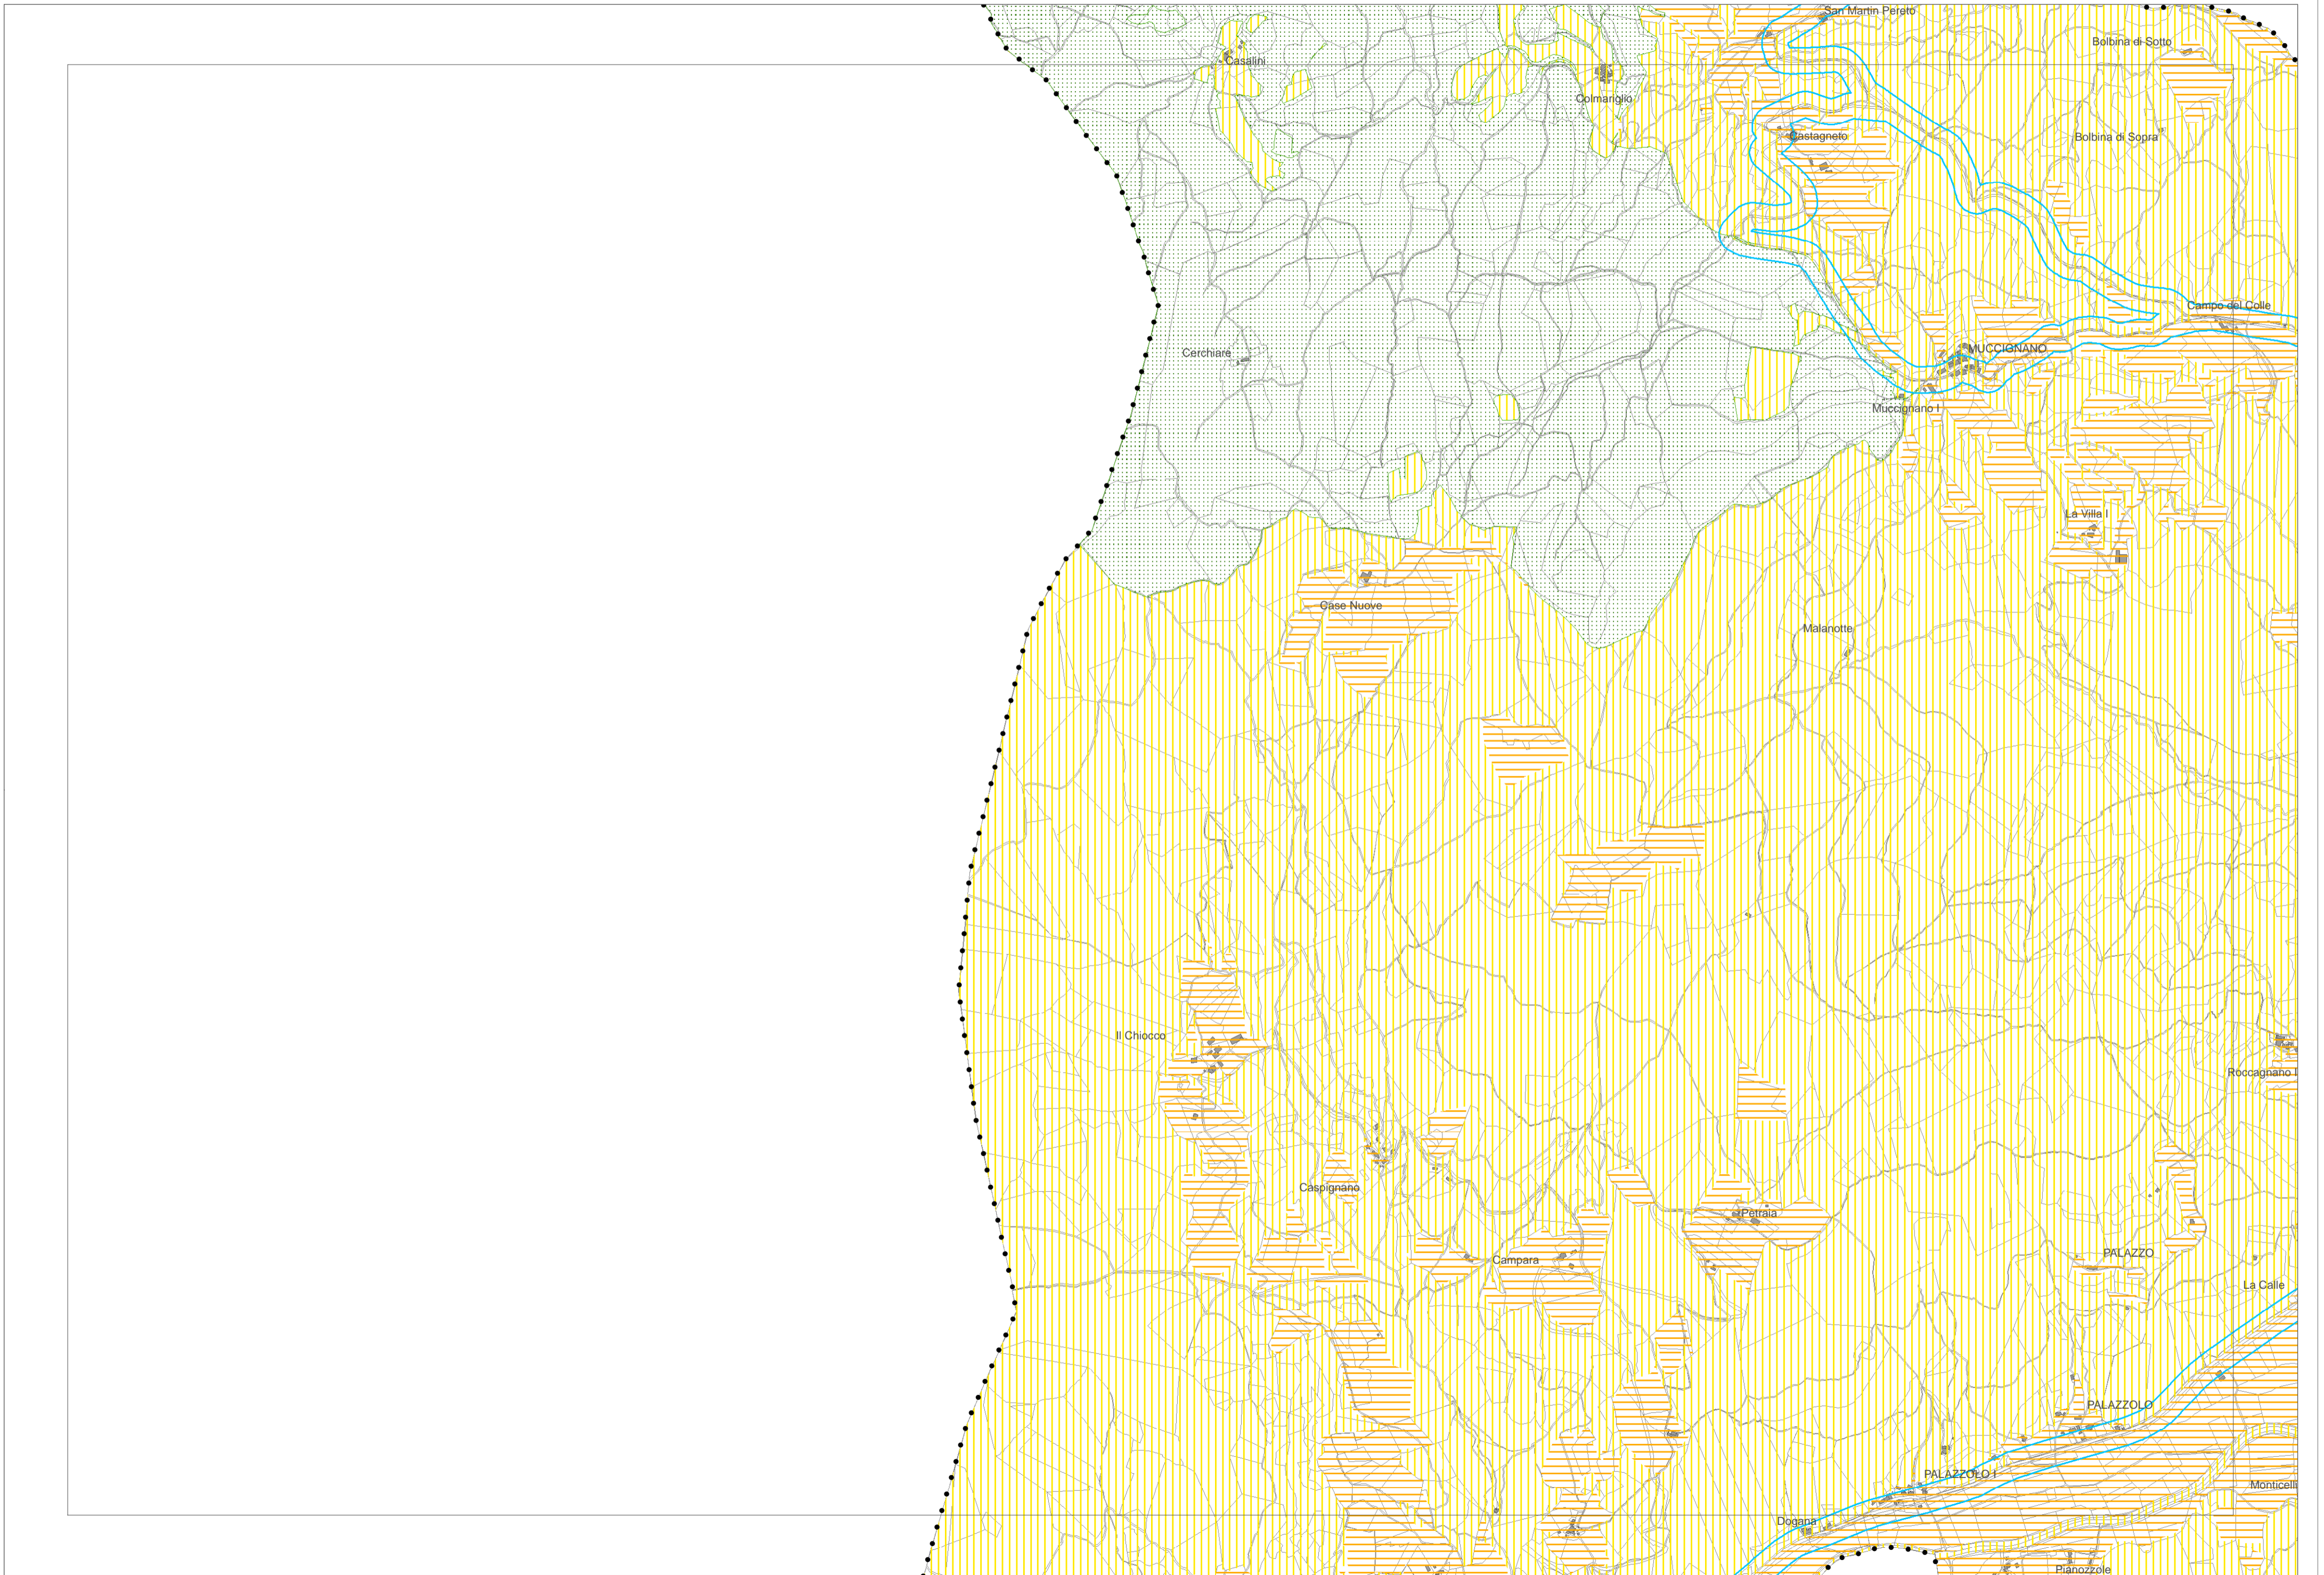 San Martin Pereto
Bolbina di Sotto
Casalini
Colmariglio
Castagneto
Bolbina di Sopra
Campo del Colle
Cerchiare
MUCCIGNANO
Muccignano I
La Villa I
Case Nuove
Malanotte
Il Chiocco
Roccagnano I
Caspignano
Petraia
PALAZZO
Campara
La Calle
PALAZZOLO
PALAZZOLO I
Monticelli
Dogana
Pianozzole